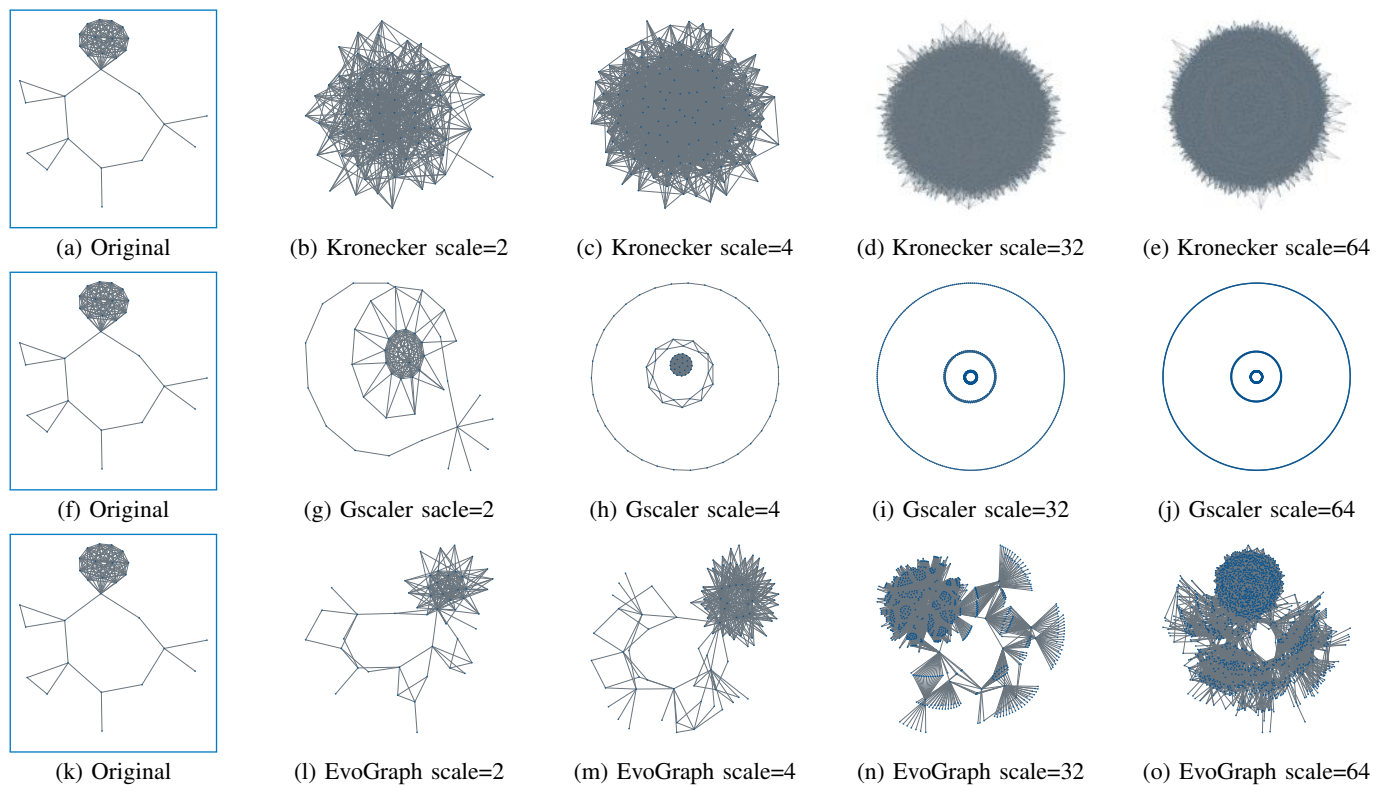 (a) Original
(b) Kronecker scale=2
(c) Kronecker scale=4
(d) Kronecker scale=32
(e) Kronecker scale=64
(f) Original
(g) Gscaler sacle=2
(h) Gscaler scale=4
(i) Gscaler scale=32
(j) Gscaler scale=64
(k) Original
(l) EvoGraph scale=2
(m) EvoGraph scale=4
(n) EvoGraph scale=32
(o) EvoGraph scale=64